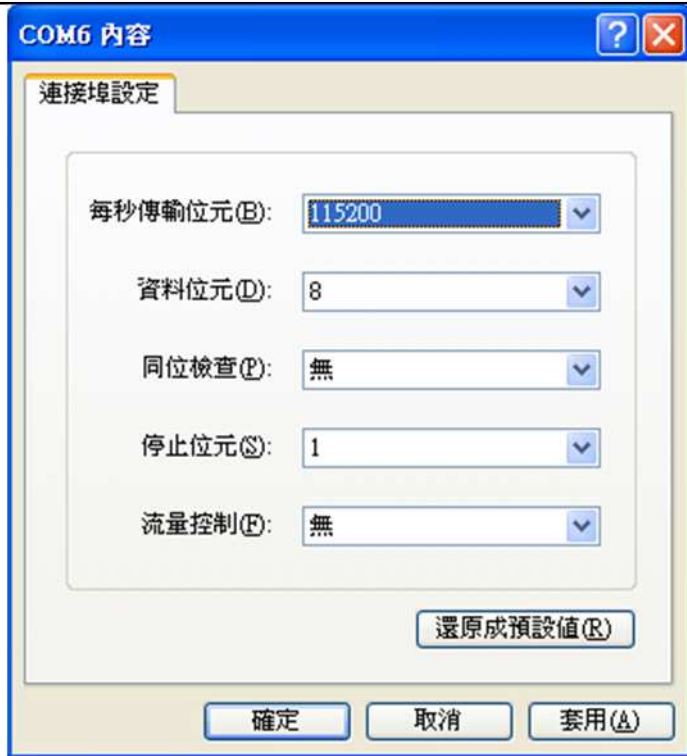 COM6 內容
連接埠設定
每秒傳輸位元(B): 115200
資料位元(D): 8
同位檢查(P): 無
停止位元(S): 1
流量控制(F): 無
還原成預設值(R)
確定 取消 套用(A)